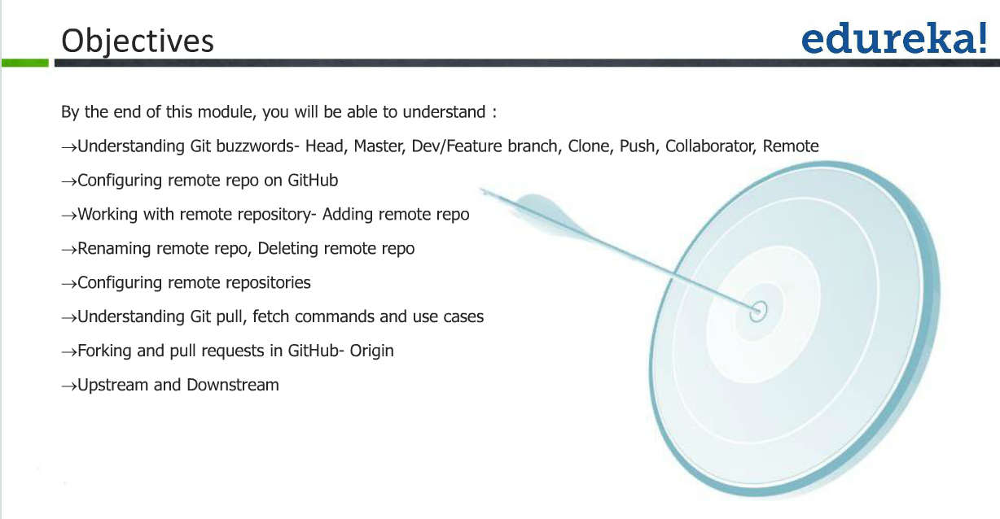 Objectives
edureka!
By the end of this module, you will be able to understand :
→Understanding Git buzzwords- Head, Master, Dev/Feature branch, Clone, Push, Collaborator, Remote
→Configuring remote repo on GitHub
→Working with remote repository- Adding remote repo
→Renaming remote repo, Deleting remote repo
→Configuring remote repositories
→Understanding Git pull, fetch commands and use cases
→Forking and pull requests in GitHub- Origin
→Upstream and Downstream